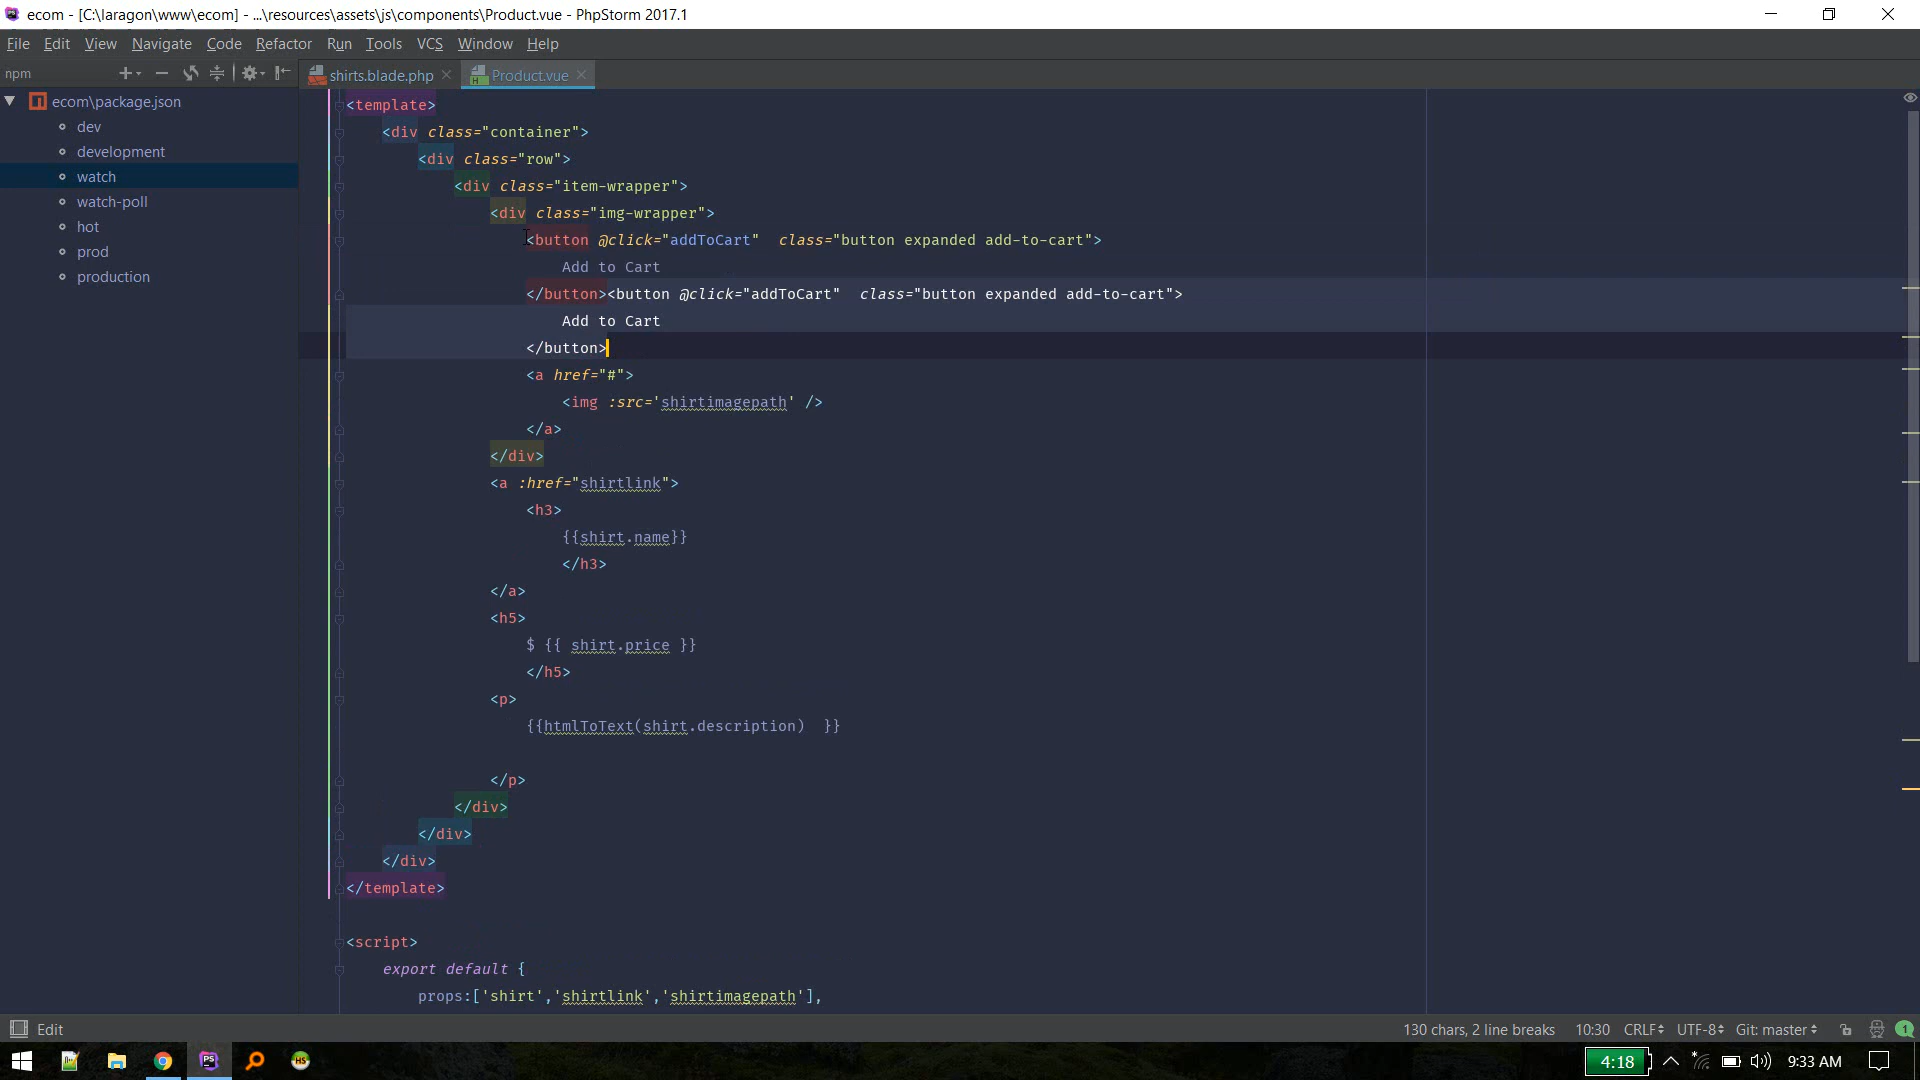 ecom - [C:\laragon\www\ecom] - ...\resources\assets\js\components\Product.vue - PhpStorm 2017.1
File Edit View Navigate Code Refactor Run Tools VCS Window Help
npm
shirts.blade.php
Product.vue
ecom\package.json
dev
development
watch
watch-poll
hot
prod
production
<template>
<div class="container">
<div class="row">
<div class="item-wrapper">
<div class="img-wrapper">
<button @click="addToCart"  class="button expanded add-to-cart">
Add to Cart
</button><button @click="addToCart"  class="button expanded add-to-cart">
Add to Cart
</button>
<a href="#">
<img :src='shirtimagepath' />
</a>
</div>
<a :href="shirtlink">
<h3>
{{shirt.name}}
</h3>
</a>
<h5>
$ {{ shirt.price }}
</h5>
<p>
{{htmlToText(shirt.description)  }}
</p>
</div>
</div>
</div>
</template>
<script>
export default {
props:['shirt','shirtlink','shirtimagepath'],
Edit
130 chars, 2 line breaks 10:30 CRLF UTF-8 Git: master 1
PS
HS
4:18
9:33 AM